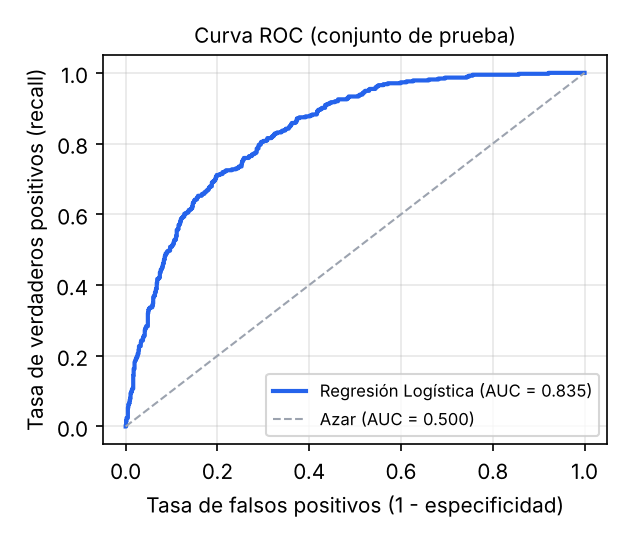 Curva ROC (conjunto de prueba)
Tasa de verdaderos positivos (recall)
1.0
0.8
0.6
0.4
0.2
0.0
Regresión Logística (AUC = 0.835)
Azar (AUC = 0.500)
0.0 0.2 0.4 0.6 0.8 1.0
Tasa de falsos positivos (1 - especificidad)